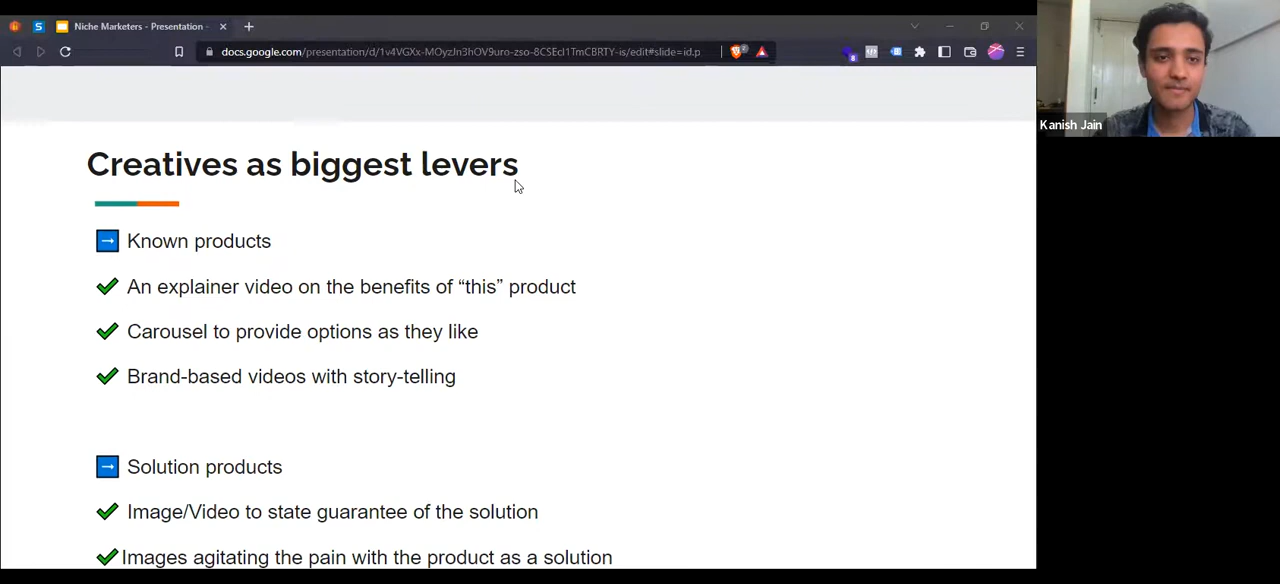 Niche Marketers - Presentation -
docs.google.com/presentation/d/1v4VGXx-MOyzJn3hOV9uro-zso-8CSEcI1TmCBRTY-is/edit#slide=id.p
Kanish Jain
Creatives as biggest levers
Known products
An explainer video on the benefits of “this” product
Carousel to provide options as they like
Brand-based videos with story-telling
Solution products
Image/Video to state guarantee of the solution
Images agitating the pain with the product as a solution